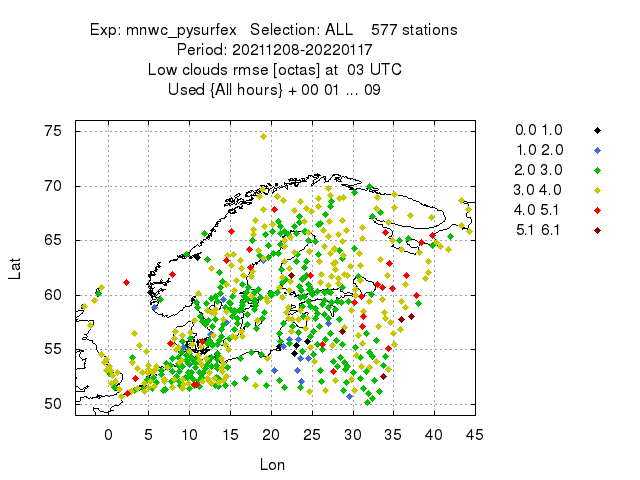 Exp: mnwc_pysurfex   Selection: ALL    577 stations
Period: 20211208-20220117
Low clouds rmse [octas] at  03 UTC
Used {All hours} + 00 01 ... 09
75
70
65
60
55
50
Lat
0 5 10 15 20 25 30 35 40 45
Lon
0.0 1.0
1.0 2.0
2.0 3.0
3.0 4.0
4.0 5.1
5.1 6.1